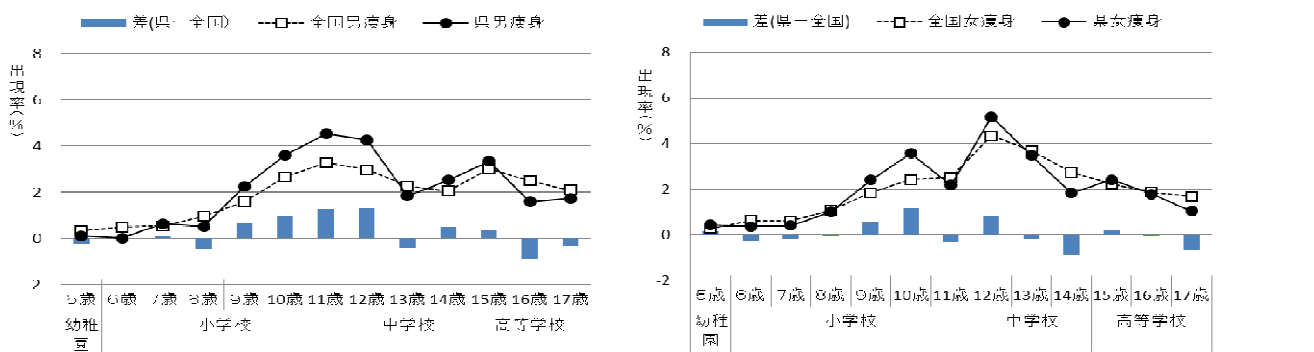 差(県－全国) 全国男痩身 県男痩身
出現率(%)
8
6
4
2
0
2
5歳 6歳 7歳 8歳 9歳 10歳 11歳 12歳 13歳 14歳 15歳 16歳 17歳
幼稚園 小学校 中学校 高等学校
差(県－全国) 全国女痩身 県女痩身
出現率(%)
8
6
4
2
0
-2
5歳 6歳 7歳 8歳 9歳 10歳 11歳 12歳 13歳 14歳 15歳 16歳 17歳
幼稚園 小学校 中学校 高等学校